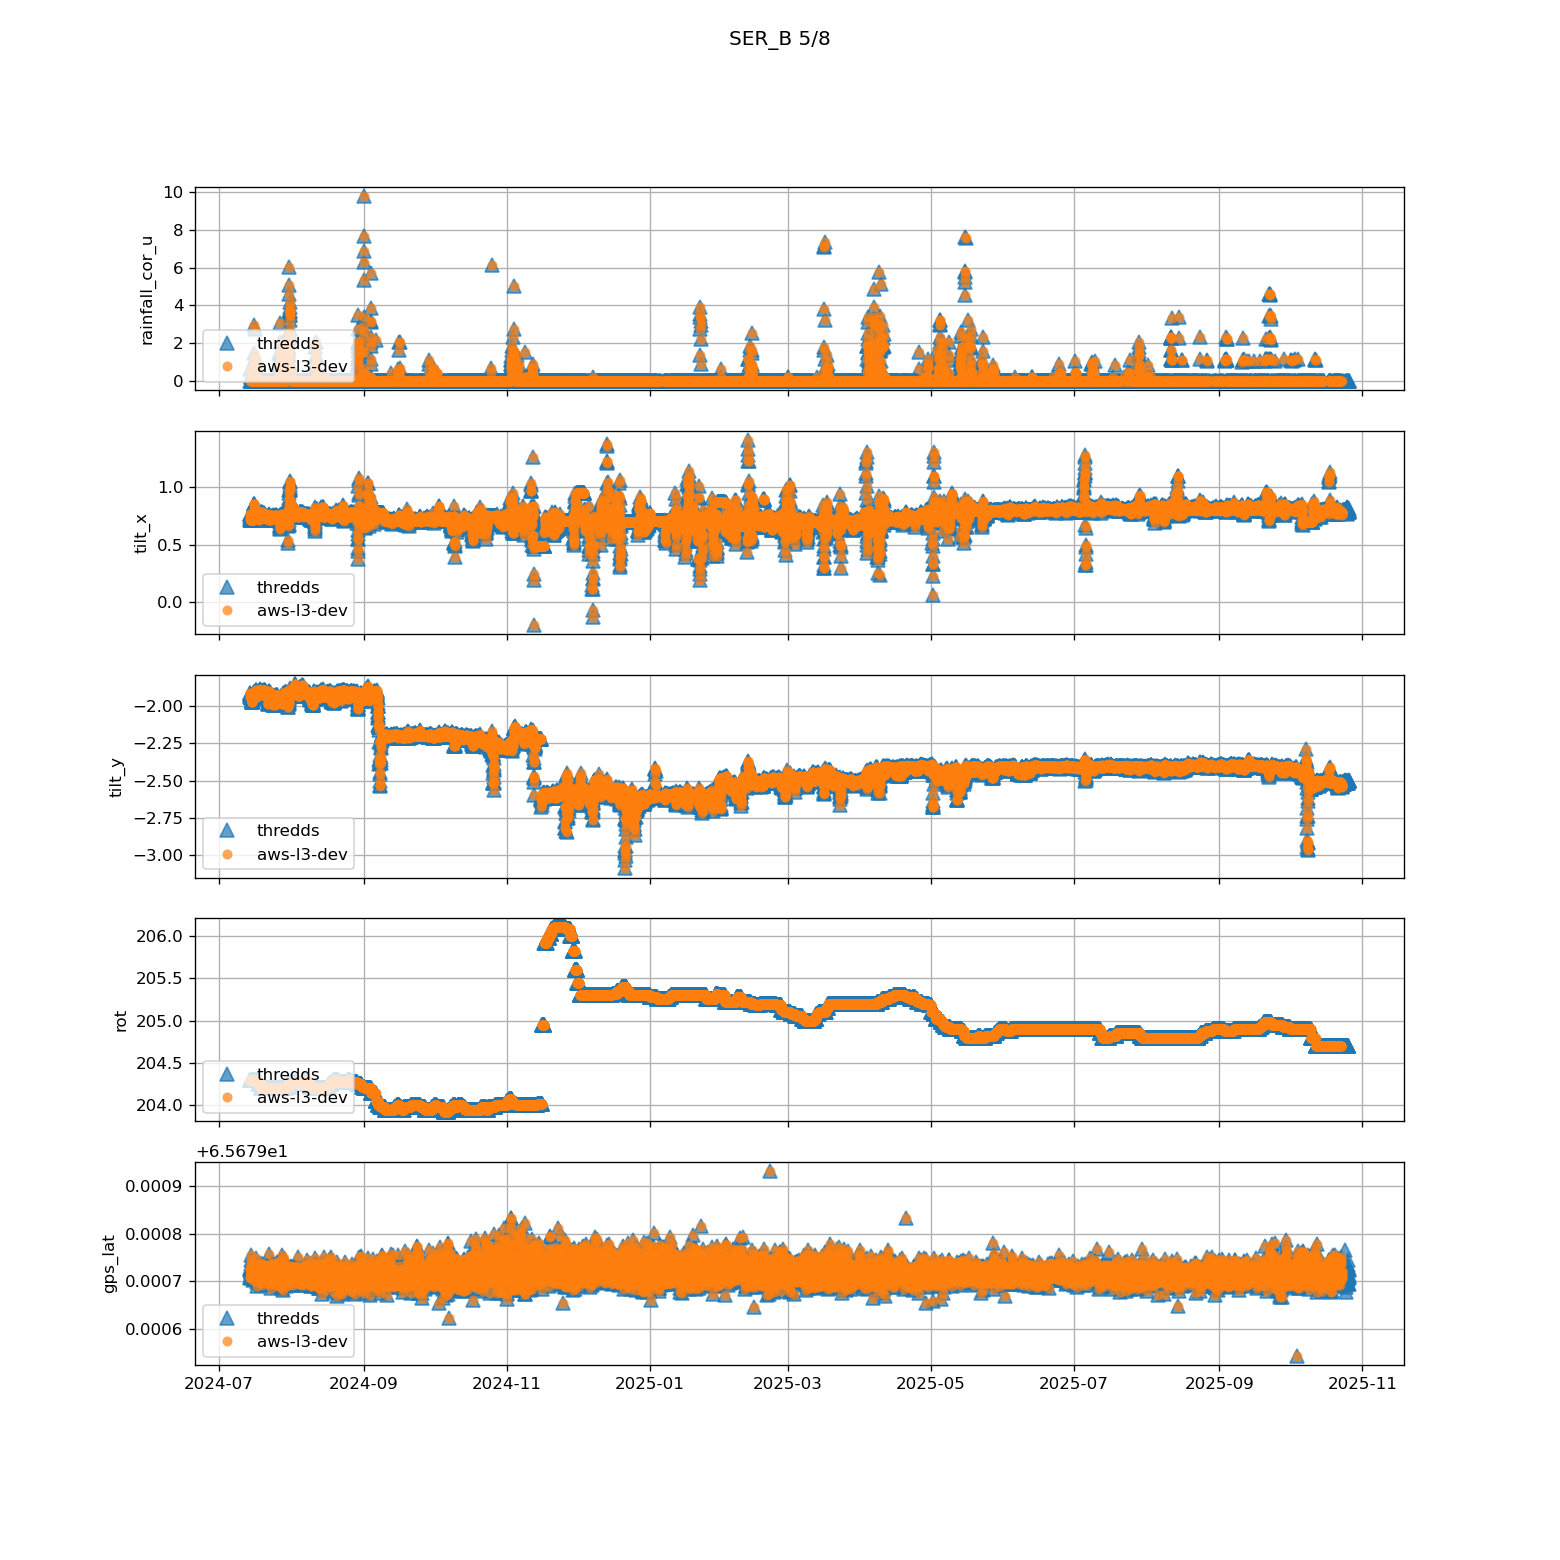 SER_B 5/8
10
8
6
4
2
0
rainfall_cor_u
thredds
aws-l3-dev
1.0
0.5
0.0
tilt_x
thredds
aws-l3-dev
−2.00
−2.25
−2.50
−2.75
−3.00
tilt_y
thredds
aws-l3-dev
206.0
205.5
205.0
204.5
204.0
rot
thredds
aws-l3-dev
+6.5679e1
0.0009
0.0008
0.0007
0.0006
gps_lat
thredds
aws-l3-dev
2024-07 2024-09 2024-11 2025-01 2025-03 2025-05 2025-07 2025-09 2025-11